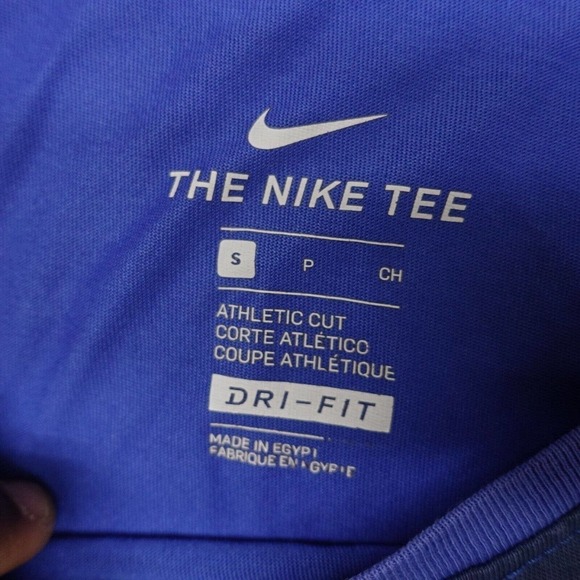 THE NIKE TEE
S P CH
ATHLETIC CUT
CORTE ATLÉTICO
COUPE ATHLÉTIQUE
DRI-FIT
MADE IN EGYPT
FABRIQUE EN EGYPTE